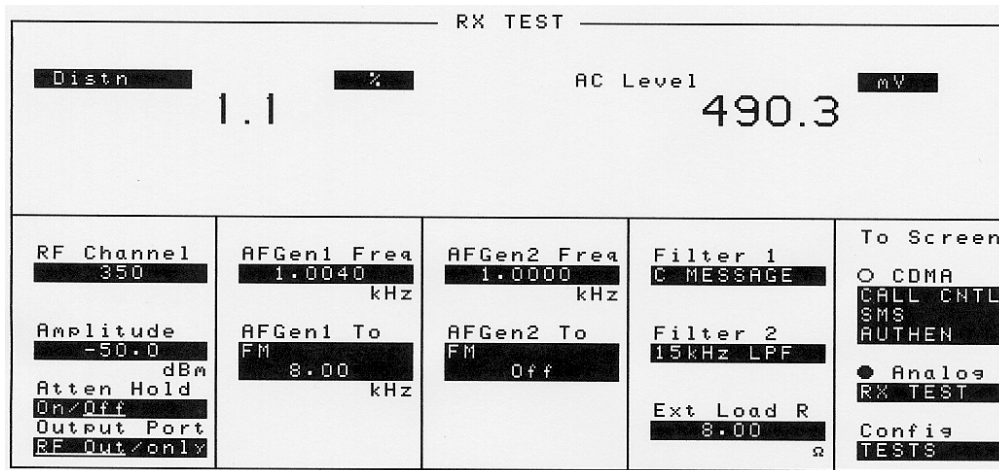 RX TEST
Distn % AC Level mV
1.1 490.3
RF Channel
350
Amplitude
-50.0
dBm
Atten Hold
On/Off
Output Port
RF Out/only
AFGen1 Freq
1.0040
kHz
AFGen1 To
FM
8.00
kHz
AFGen2 Freq
1.0000
kHz
AFGen2 To
FM
Off
Filter 1
C MESSAGE
Filter 2
15kHz LPF
Ext Load R
8.00
Ω
To Screen
CDMA
CALL CNTL
SMS
AUTHEN
Analog
RX TEST
Config
TESTS